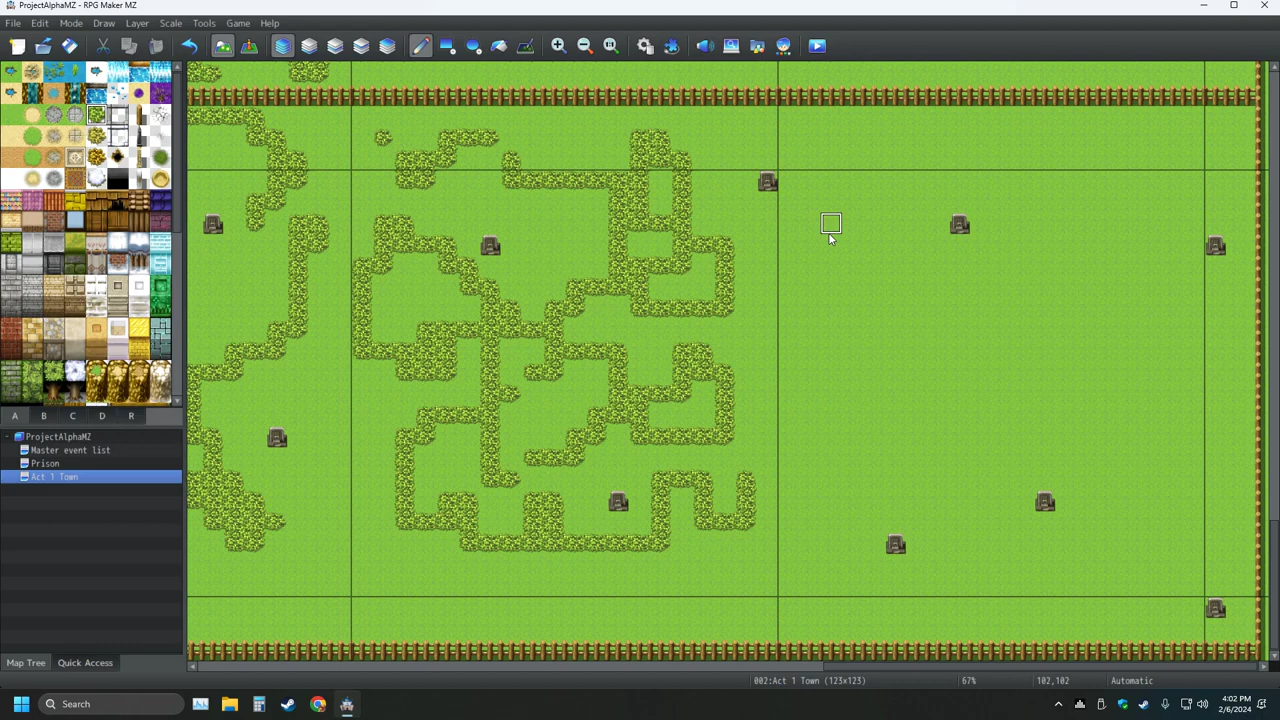 ProjectAlphaMZ - RPG Maker MZ
File Edit Mode Draw Layer Scale Tools Game Help
A B C D R
ProjectAlphaMZ
Master event list
Prison
Act 1 Town
Map Tree Quick Access
002:Act 1 Town (123x123) 67% 102,102 Automatic
Search
4:02 PM
2/6/2024